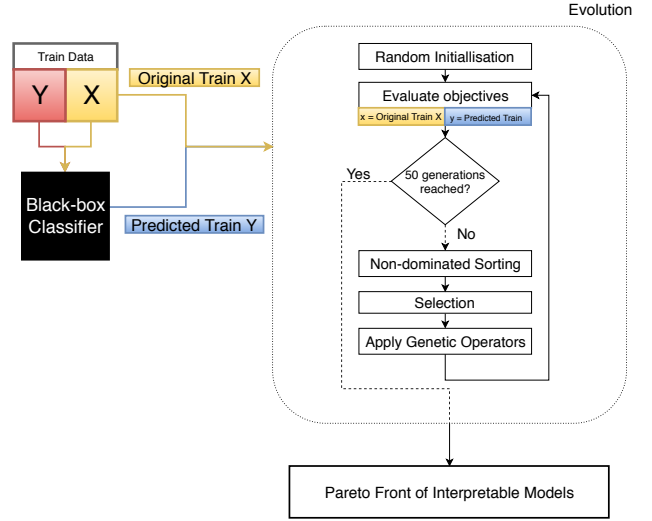 Evolution
Train Data
Y
X
Original Train X
Black-box
Classifier
Predicted Train Y
Random Initiallisation
Evaluate objectives
x = Original Train X
y = Predicted Train
50 generations
reached?
Yes
No
Non-dominated Sorting
Selection
Apply Genetic Operators
Pareto Front of Interpretable Models